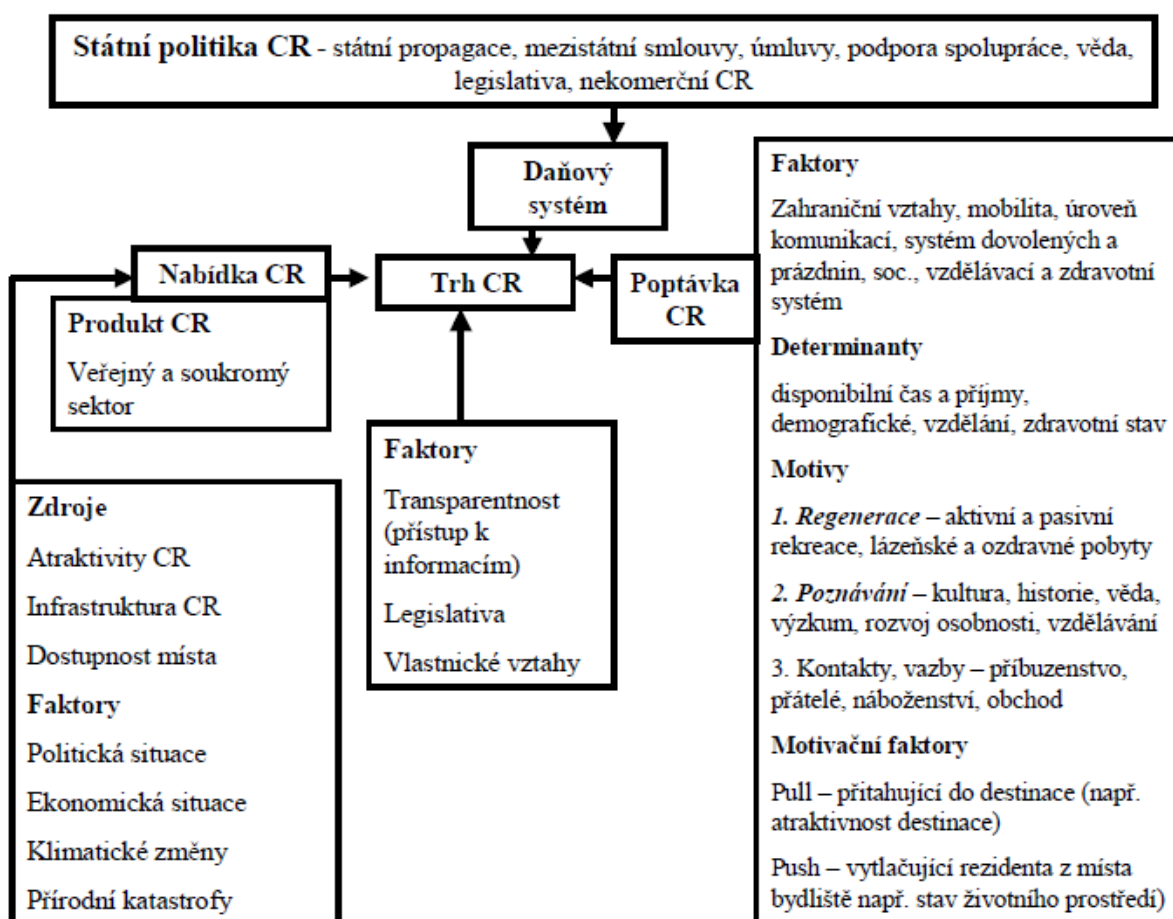 Státní politika CR - státní propagace, mezistátní smlouvy, úmluvy, podpora spolupráce, věda,
legislativa, nekomerční CR
Daňový
systém
Nabídka CR
Trh CR
Poptávka
CR
Produkt CR
Veřejný a soukromý
sektor
Zdroje
Atraktivity CR
Infrastruktura CR
Dostupnost místa
Faktory
Politická situace
Ekonomická situace
Klimatické změny
Přírodní katastrofy
Faktory
Transparentnost
(přístup k
informacím)
Legislativa
Vlastnické vztahy
Faktory
Zahraniční vztahy, mobilita, úroveň
komunikací, systém dovolených a
prázdnin, soc., vzdělávací a zdravotní
systém
Determinanty
disponibilní čas a příjmy,
demografické, vzdělání, zdravotní stav
Motivy
1. Regenerace – aktivní a pasivní
rekreace, lázeňské a ozdravné pobyty
2. Poznávání – kultura, historie, věda,
výzkum, rozvoj osobnosti, vzdělávání
3. Kontakty, vazby – příbuzenstvo,
přátelé, náboženství, obchod
Motivační faktory
Pull – přitahující do destinace (např.
atraktivnost destinace)
Push – vytlačující rezidenta z místa
bydliště např. stav životního prostředí)